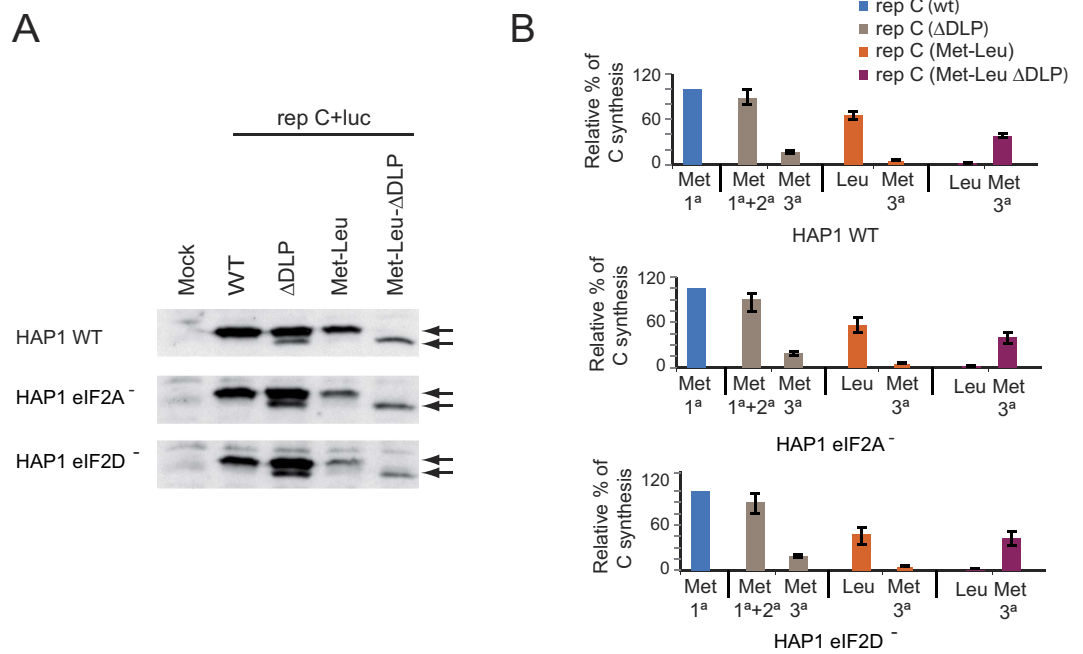 A
rep C+luc
Mock
WT
ΔDLP
Met-Leu
Met-Leu-ΔDLP
HAP1 WT
HAP1 eIF2A -
HAP1 eIF2D -
B
rep C (wt)
rep C (ΔDLP)
rep C (Met-Leu)
rep C (Met-Leu ΔDLP)
Relative % of
C synthesis
120
60
0
Met Met Met Leu Met Leu Met
1ª 1ª+2ª 3ª 3ª 3ª
HAP1 WT
Relative % of
C synthesis
120
60
0
Met Met Met Leu Met Leu Met
1ª 1ª+2ª 3ª 3ª 3ª
HAP1 eIF2A -
Relative % of
C synthesis
120
60
0
Met Met Met Leu Met Leu Met
1ª 1ª+2ª 3ª 3ª 3ª
HAP1 eIF2D -